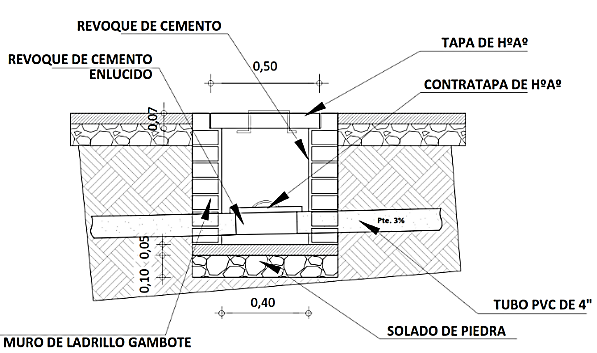 REVOQUE DE CEMENTO
TAPA DE HºAº
REVOQUE DE CEMENTO
ENLUCIDO
0,50
CONTRATAPA DE HºAº
0,07
Pte. 3%
0,05
0,10
0,40
TUBO PVC DE 4"
SOLADO DE PIEDRA
MURO DE LADRILLO GAMBOTE